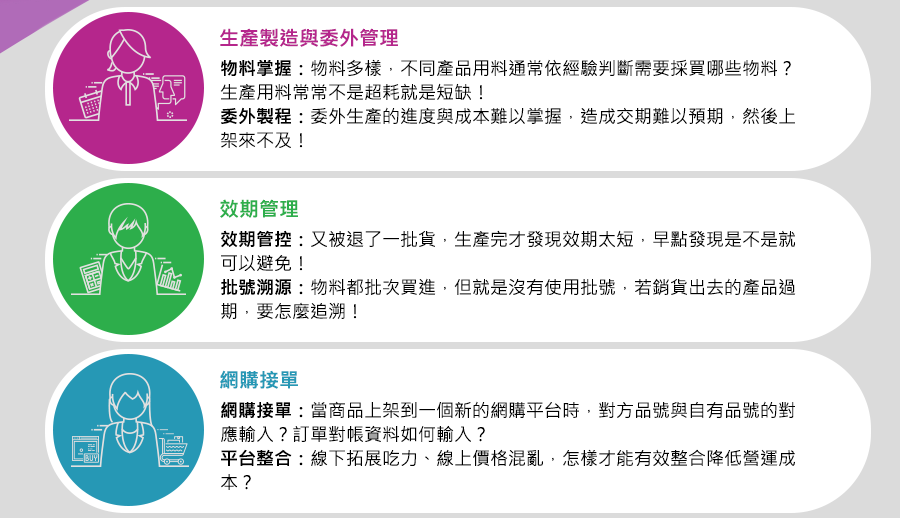 生產製造與委外管理
物料掌握：物料多樣，不同產品用料通常依經驗判斷需要採買哪些物料？
生產用料常常不是超耗就是短缺！
委外製程：委外生產的進度與成本難以掌握，造成交期難以預期，然後上
架來不及！
效期管理
效期管控：又被退了一批貨，生產完才發現效期太短，早點發現是不是就
可以避免！
批號溯源：物料都批次買進，但就是沒有使用批號，若銷貨出去的產品過
期，要怎麼追溯！
網購接單
網購接單：當商品上架到一個新的網購平台時，對方品號與自有品號的對
應輸入？訂單對帳資料如何輸入？
平台整合：線下拓展吃力、線上價格混亂，怎樣才能有效整合降低營運成
本？
BUY